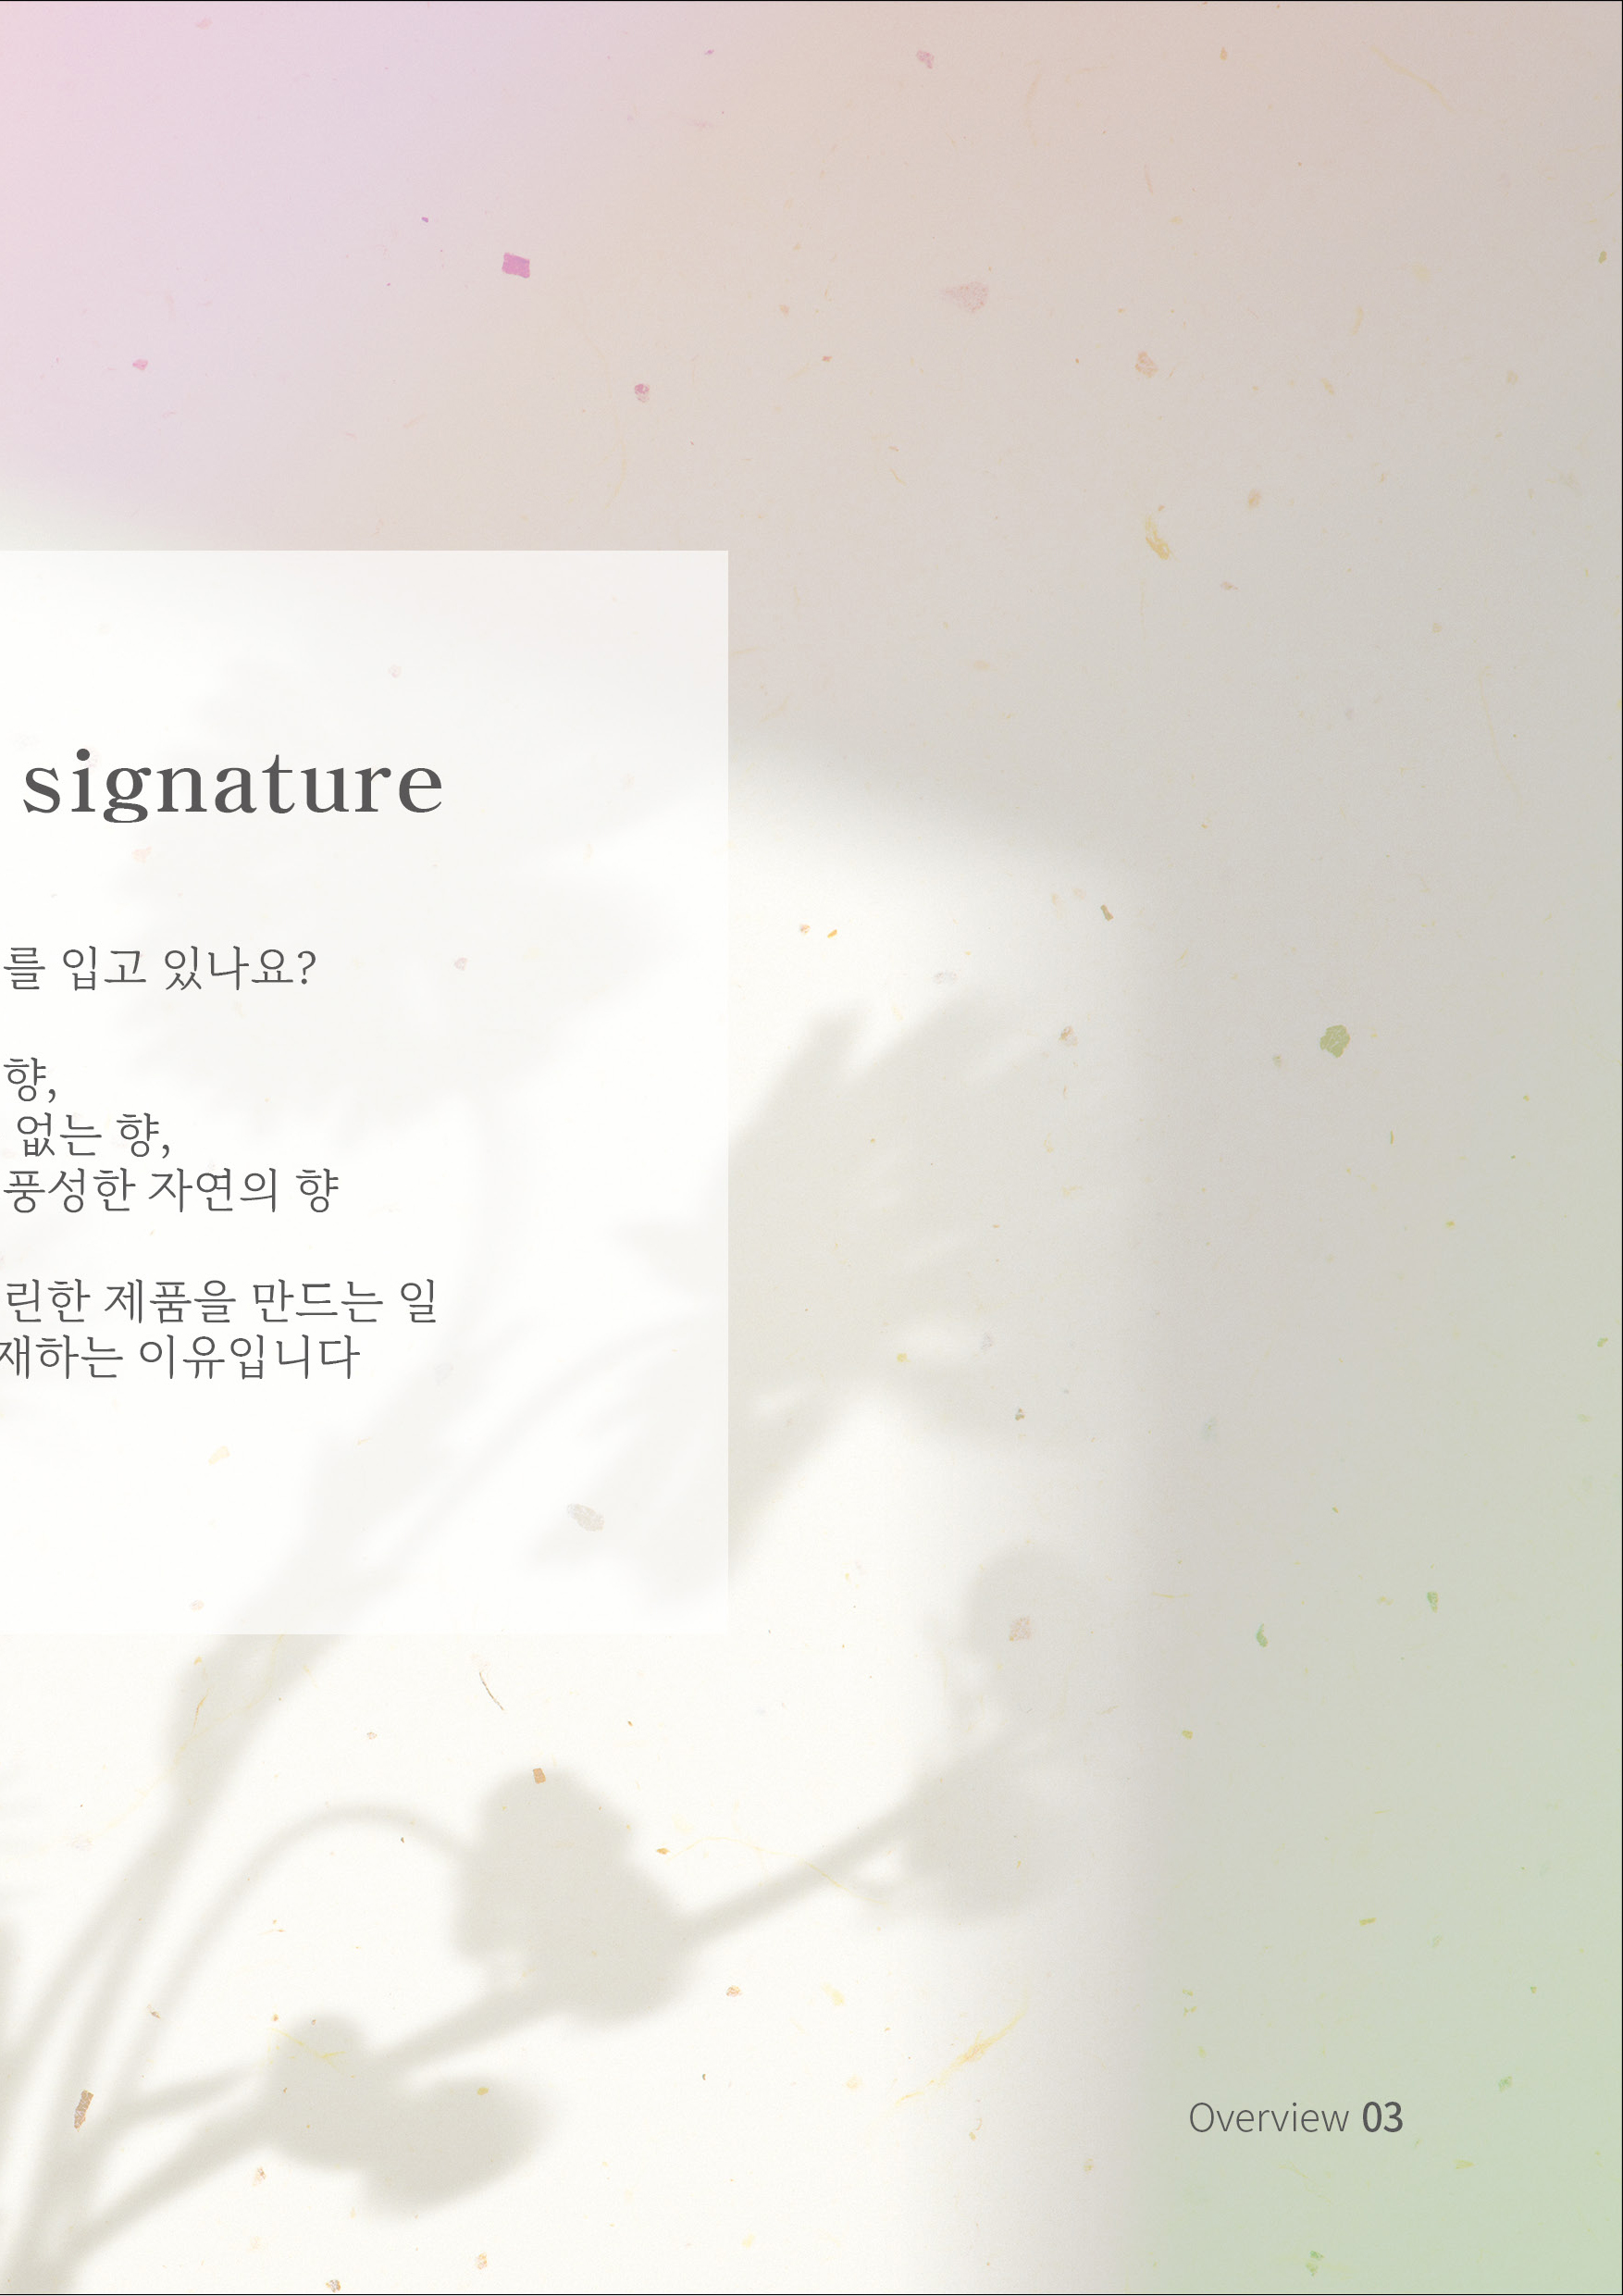 signature
를 입고 있나요?
향,
없는 향,
풍성한 자연의 향
린한 제품을 만드는 일
재하는 이유입니다
Overview 03